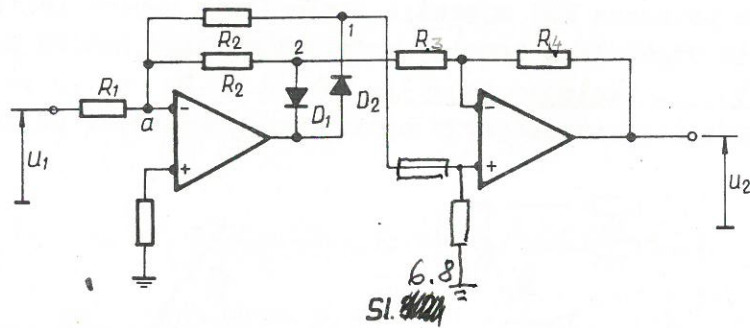 R2
1
R2
2
R3
R4
R1
a
-
+
D1
D2
-
+
u1
u2
6.8
Sl.